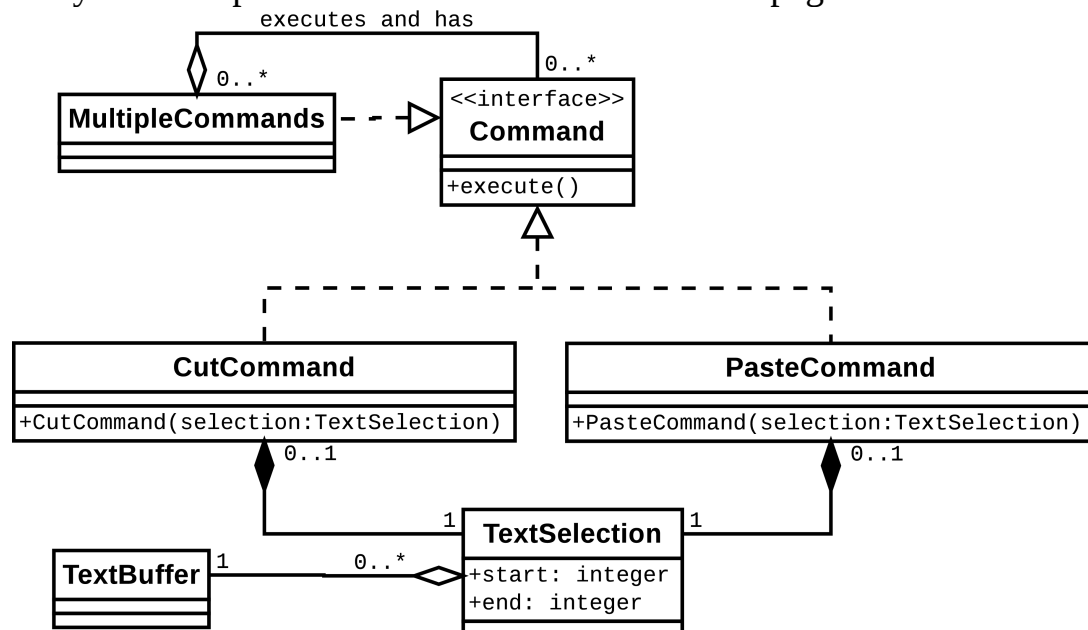 executes and has
0..*
0..*
MultipleCommands
<<interface>>
Command
+execute()
CutCommand
+CutCommand(selection:TextSelection)
PasteCommand
+PasteCommand(selection:TextSelection)
0..1
0..1
1
TextSelection
1
TextBuffer
1
0..*
+start: integer
+end: integer